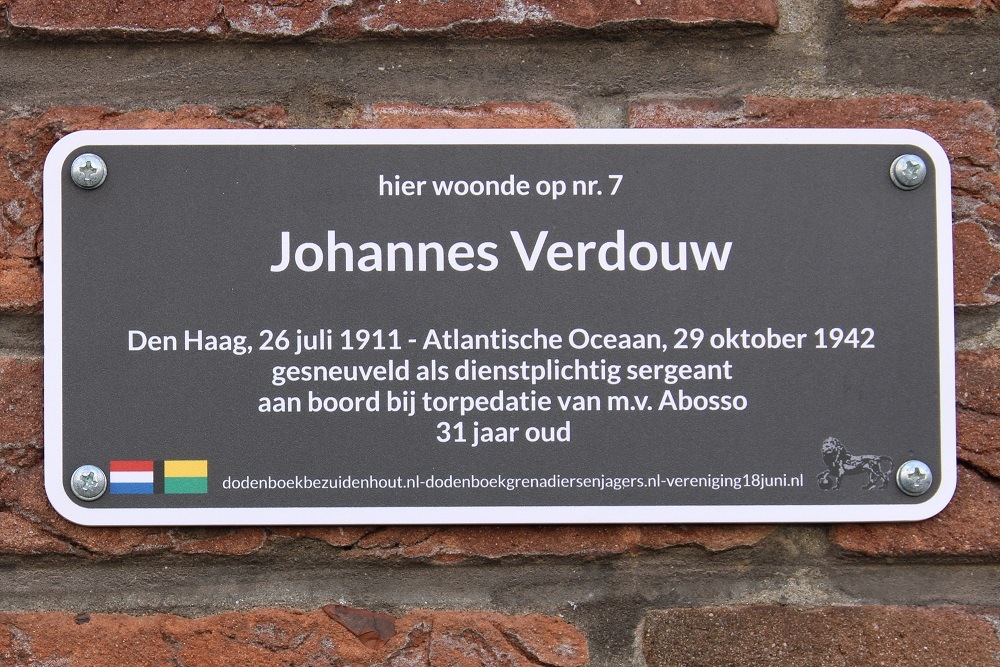 hier woonde op nr. 7
Johannes Verdouw
Den Haag, 26 juli 1911 - Atlantische Oceaan, 29 oktober 1942
gesneuveld als dienstplichtig sergeant
aan boord bij torpedatie van m.v. Abosso
31 jaar oud
dodenboekbezuidenhout.nl-dodenboekgrenadiersenjagers.nl-vereniging18juni.nl